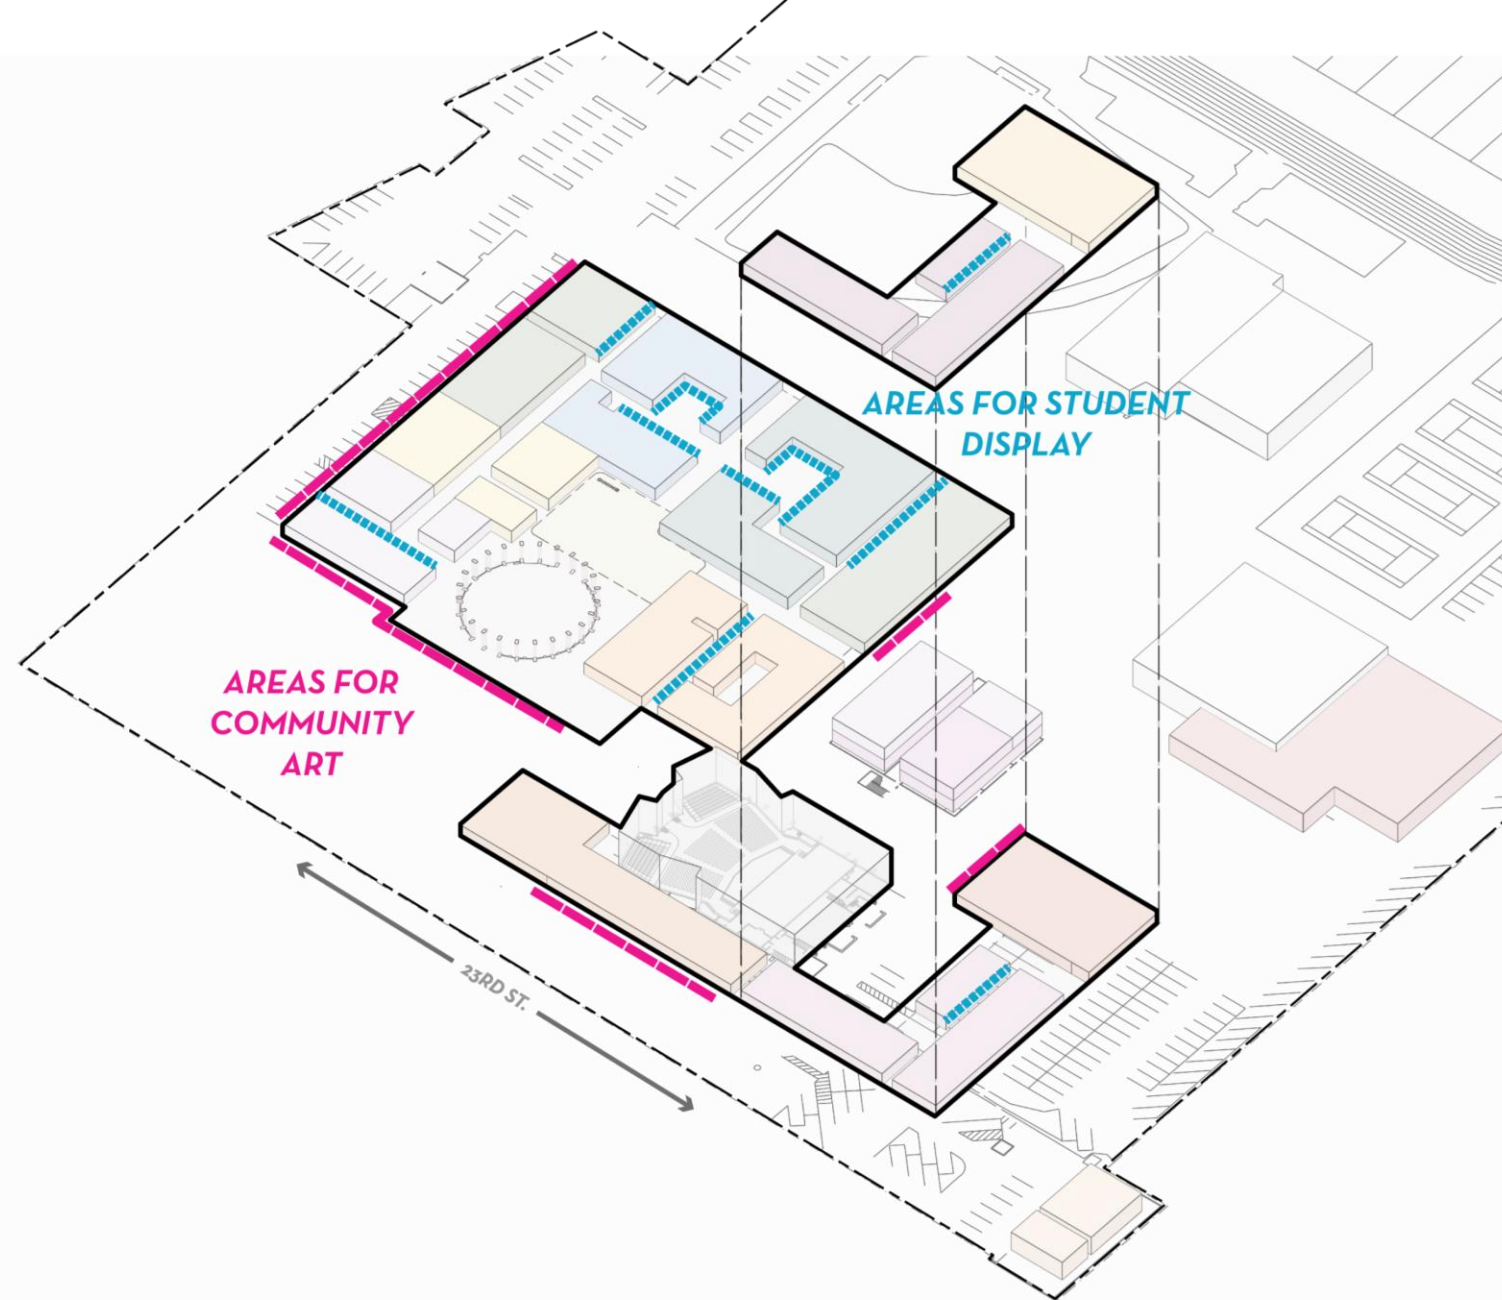 AREAS FOR STUDENT
DISPLAY
AREAS FOR
COMMUNITY
ART
23RD ST.